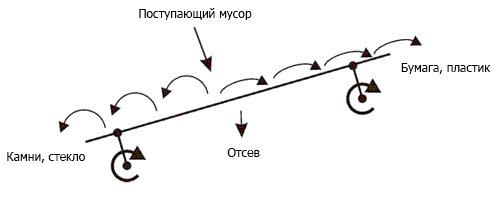 Поступающий мусор
Бумага, пластик
Камни, стекло
Отсев